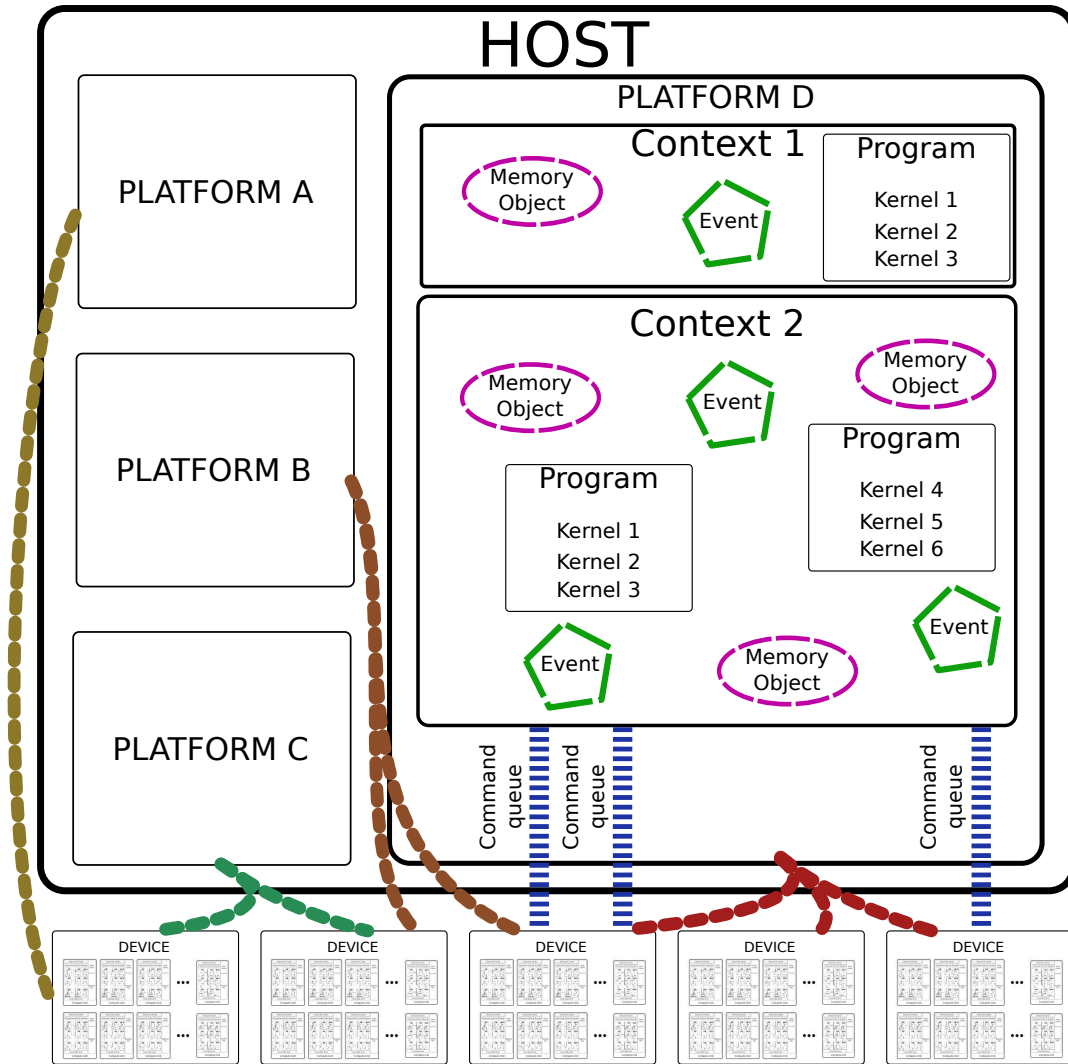 HOST
PLATFORM A
PLATFORM B
PLATFORM C
PLATFORM D
Context 1
Memory
Object
Event
Program
Kernel 1
Kernel 2
Kernel 3
Context 2
Memory
Object
Event
Memory
Object
Program
Kernel 1
Kernel 2
Kernel 3
Program
Kernel 4
Kernel 5
Kernel 6
Event
Memory
Object
Event
Command
queue
Command
queue
Command
queue
DEVICE
DEVICE
DEVICE
DEVICE
DEVICE